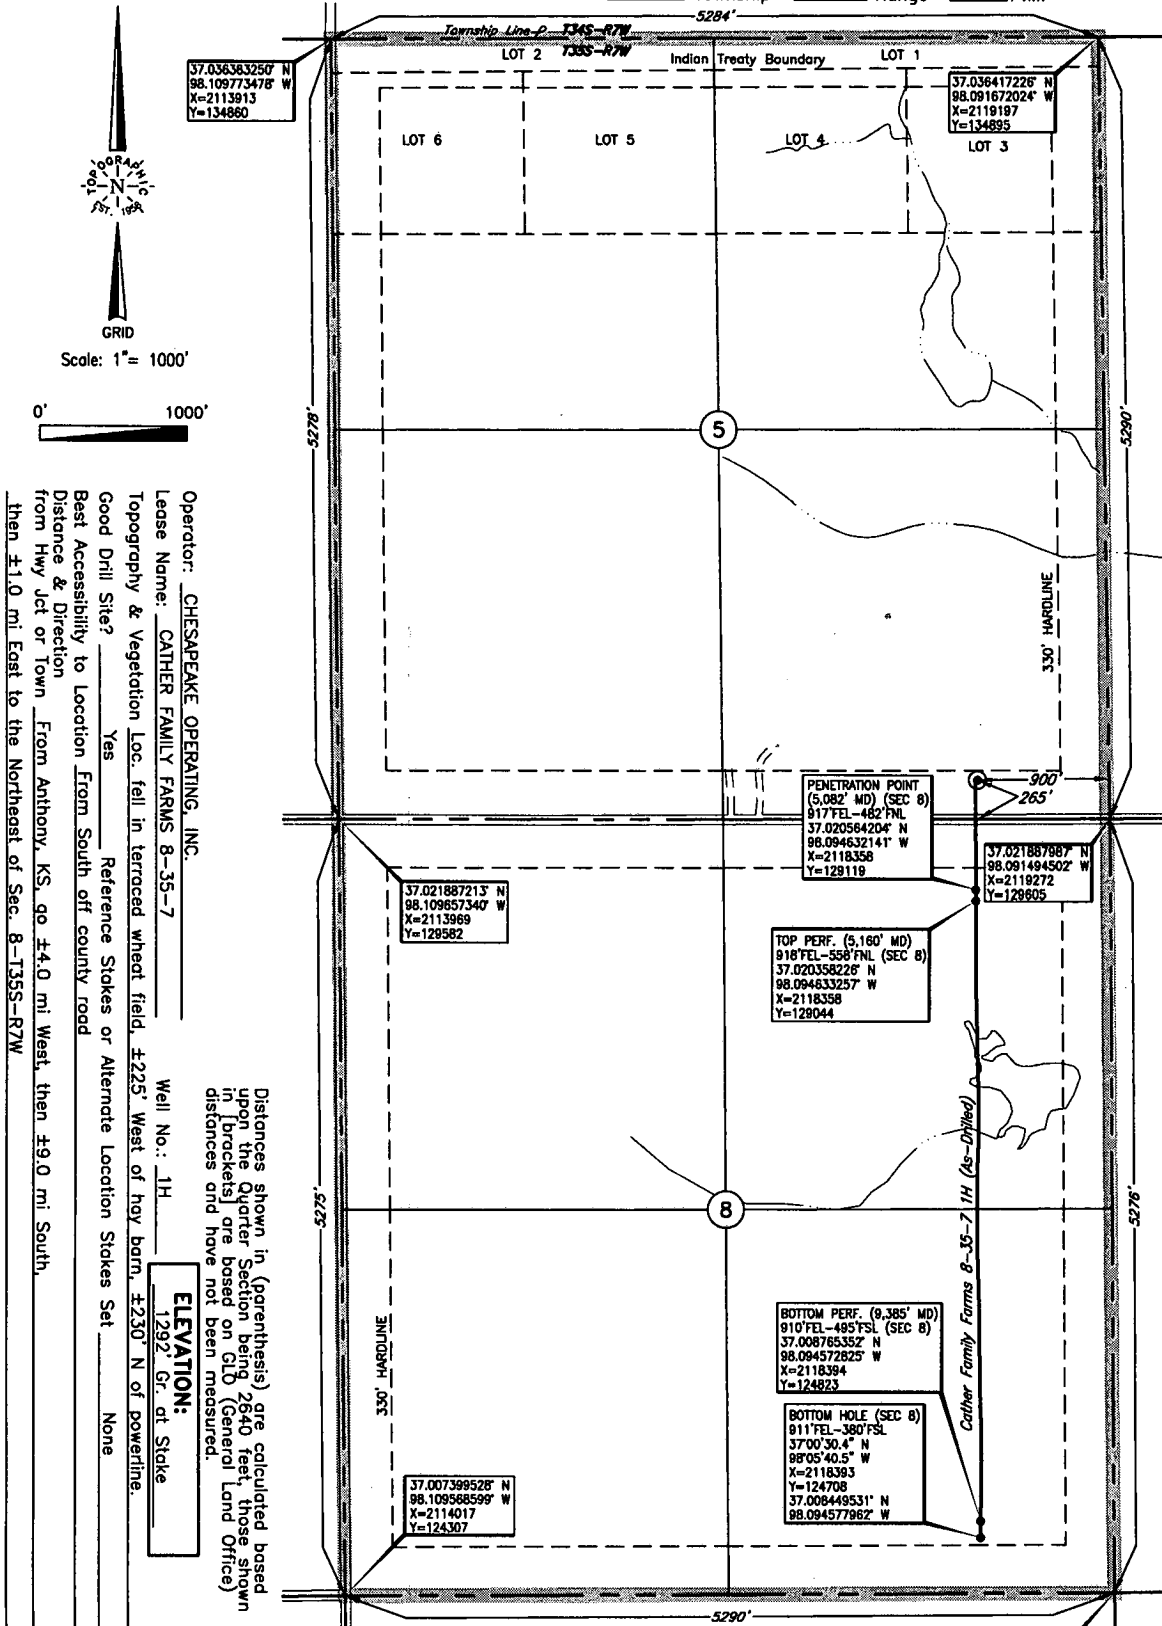 5284'
Township Line T34S-R7W
T35S-R7W
LOT 2
Indian Treaty Boundary
LOT 1
37.036383250° N
98.109773478° W
X=2113913
Y=134860
37.036417226° N
98.091672024° W
X=2119197
Y=134895
LOT 6
LOT 5
LOT 4
LOT 3
TOPOGRAPHIC
N
EST. 1958
GRID
Scale: 1"= 1000'
0'
1000'
5278'
5
5290'
330' HARDLINE
900'
265'
PENETRATION POINT
(5,082' MD) (SEC 8)
917'FEL-482'FNL
37.020564204° N
98.094632141° W
X=2118358
Y=129119
37.021887987° N
98.091494502° W
X=2119272
Y=129605
37.021887213° N
98.109657340° W
X=2113969
Y=129582
TOP PERF. (5,160' MD)
918'FEL-558'FNL (SEC 8)
37.020358226° N
98.094633257° W
X=2118358
Y=129044
Cather Family Farms 8-35-7 1H (As-Drilled)
5275'
8
5276'
330' HARDLINE
BOTTOM PERF. (9,385' MD)
910'FEL-495'FSL (SEC 8)
37.008765352° N
98.094572825° W
X=2118394
Y=124823
BOTTOM HOLE (SEC 8)
911'FEL-380'FSL
37°00'30.4" N
98°05'40.5" W
X=2118393
Y=124708
37.008449531° N
98.094577962° W
37.007399528° N
98.109568599° W
X=2114017
Y=124307
5290'
Distances shown in (parenthesis) are calculated based
upon the Quarter Section being 2640 feet, those shown
in [brackets] are based on GLO (General Land Office)
distances and have not been measured.
Operator: CHESAPEAKE OPERATING, INC.
Lease Name: CATHER FAMILY FARMS 8-35-7 Well No.: 1H
ELEVATION:
1292' Gr. at Stake
Topography & Vegetation Loc. fell in terraced wheat field, ±225' West of hay barn, ±230' N of powerline.
Good Drill Site? Yes Reference Stakes or Alternate Location Stakes Set None
Best Accessibility to Location From South off county road
Distance & Direction
from Hwy Jct or Town From Anthony, KS, go ±4.0 mi West, then ±9.0 mi South,
then ±1.0 mi East to the Northeast of Sec. 8-T35S-R7W